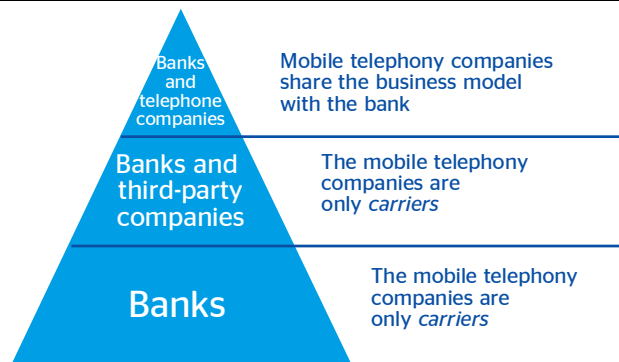 Banks
and
telephone
companies
Mobile telephony companies
share the business model
with the bank
Banks and
third-party
companies
The mobile telephony
companies are
only carriers
Banks
The mobile telephony
companies are
only carriers